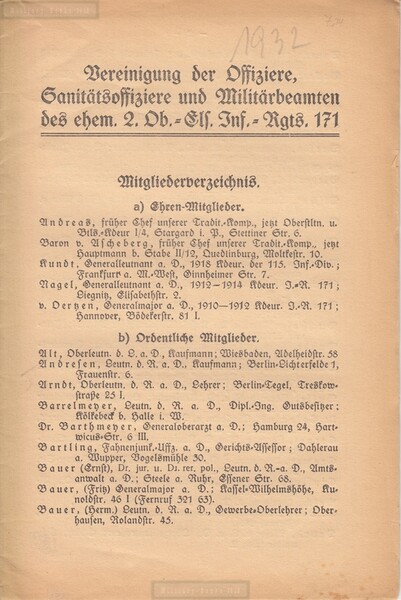 1932
Vereinigung der Offiziere,
Sanitätsoffiziere und Militärbeamten
des ehem. 2. Ob.-Els. Inf.-Rgts. 171
Mitgliederverzeichnis.
a) Ehren-Mitglieder.
Andreas, früher Chef unserer Tradit.-Komp., jetzt Oberstltn. u.
Btls.-Kdeur I/4, Stargard i. P., Stettiner Str. 6.
Baron v. Ascheberg, früher Chef unserer Tradit.-Komp., jetzt
Hauptmann b. Stabe II/12, Quedlinburg, Moltkestr. 10.
Kundt, Generalleutnant a. D., 1918 Kdeur. der 115. Inf.-Div.;
Frankfurt a. M.-West, Ginnheimer Str. 7.
Nagel, Generalleutnant a. D., 1912–1914 Kdeur. I.-R. 171;
Liegnitz, Elisabethstr. 2.
v. Oertzen, Generalmajor a. D., 1910–1912 Kdeur. I.-R. 171;
Hannover, Bödekerstr. 81 I.
b) Ordentliche Mitglieder.
Alt, Oberleutn. d. L. a. D., Kaufmann; Wiesbaden, Adelheidstr. 58
Andresen, Leutn. d. R. a. D., Kaufmann; Berlin-Lichterfelde 1,
Frauenstr. 6.
Arndt, Oberleutn. d. R. a. D., Lehrer; Berlin-Tegel, Treskow-
straße 25 I.
Barrelmeyer, Leutn. d. R. a. D., Dipl.-Ing. Gutsbesitzer;
Kölkebeck b. Halle i. W.
Dr. Barthmeyer, Generaloberarzt a. D.; Hamburg 24, Hart-
wicus-Str. 6 III.
Bartling, Fahnenjunk.-Uffz. a. D., Gerichts-Assessor; Dahlerau
a. Wupper, Vogelsmühle 30.
Bauer (Ernst), Dr. jur. u. Dr. rer. pol., Leutn. d. R.-a. D., Amts-
anwalt a. D.; Steele a. Ruhr, Essener Str. 68.
Bauer, (Fritz) Generalmajor a. D.; Kassel-Wilhelmshöhe, Ku-
noldstr. 46 I (Fernruf 321 63).
Bauer, (Herm.) Leutn. d. R. a. D., Gewerbe-Oberlehrer; Ober-
hausen, Rolandstr. 45.